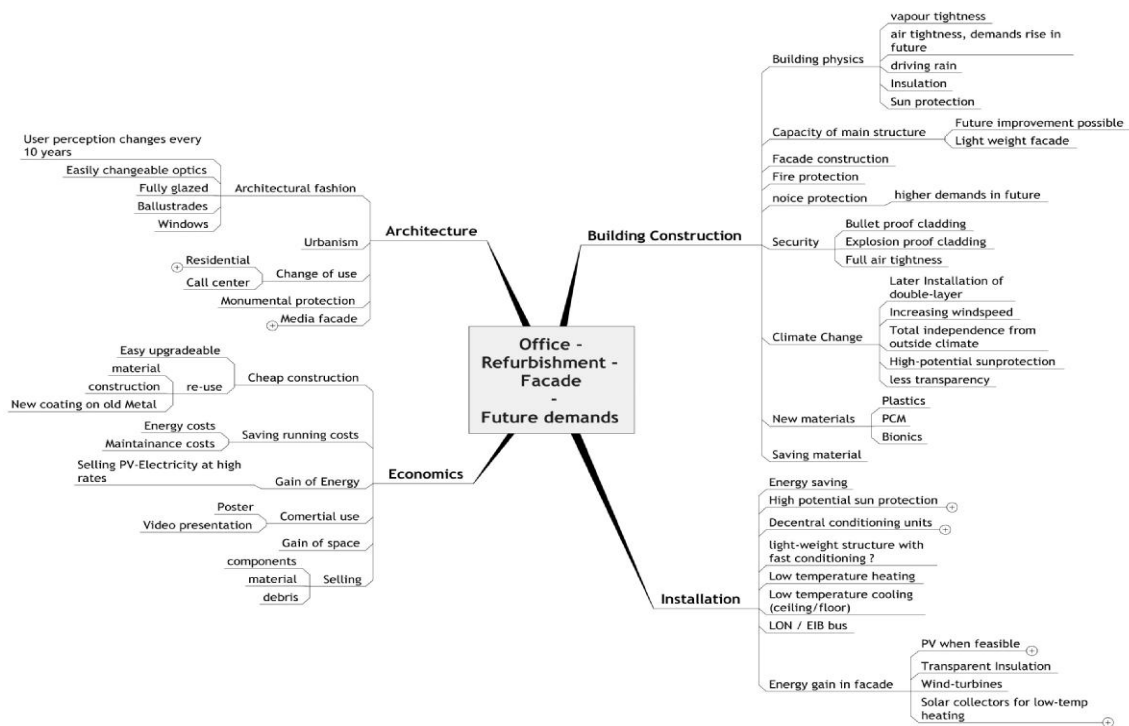 Office -
Refurbishment -
Facade
-
Future demands
Architecture
Architectural fashion
User perception changes every
10 years
Easily changeable optics
Fully glazed
Ballustrades
Windows
Urbanism
Change of use
Residential
Call center
Monumental protection
Media facade
Economics
Cheap construction
Easy upgradeable
re-use
material
construction
New coating on old Metal
Saving running costs
Energy costs
Maintainance costs
Gain of Energy
Selling PV-Electricity at high
rates
Comertial use
Poster
Video presentation
Gain of space
Selling
components
material
debris
Building Construction
Building physics
vapour tightness
air tightness, demands rise in
future
driving rain
Insulation
Sun protection
Capacity of main structure
Future improvement possible
Light weight facade
Facade construction
Fire protection
noice protection
higher demands in future
Security
Bullet proof cladding
Explosion proof cladding
Full air tightness
Climate Change
Later Installation of
double-layer
Increasing windspeed
Total independence from
outside climate
High-potential sunprotection
less transparency
New materials
Plastics
PCM
Bionics
Saving material
Installation
Energy saving
High potential sun protection
Decentral conditioning units
light-weight structure with
fast conditioning ?
Low temperature heating
Low temperature cooling
(ceiling/floor)
LON / EIB bus
Energy gain in facade
PV when feasible
Transparent Insulation
Wind-turbines
Solar collectors for low-temp
heating